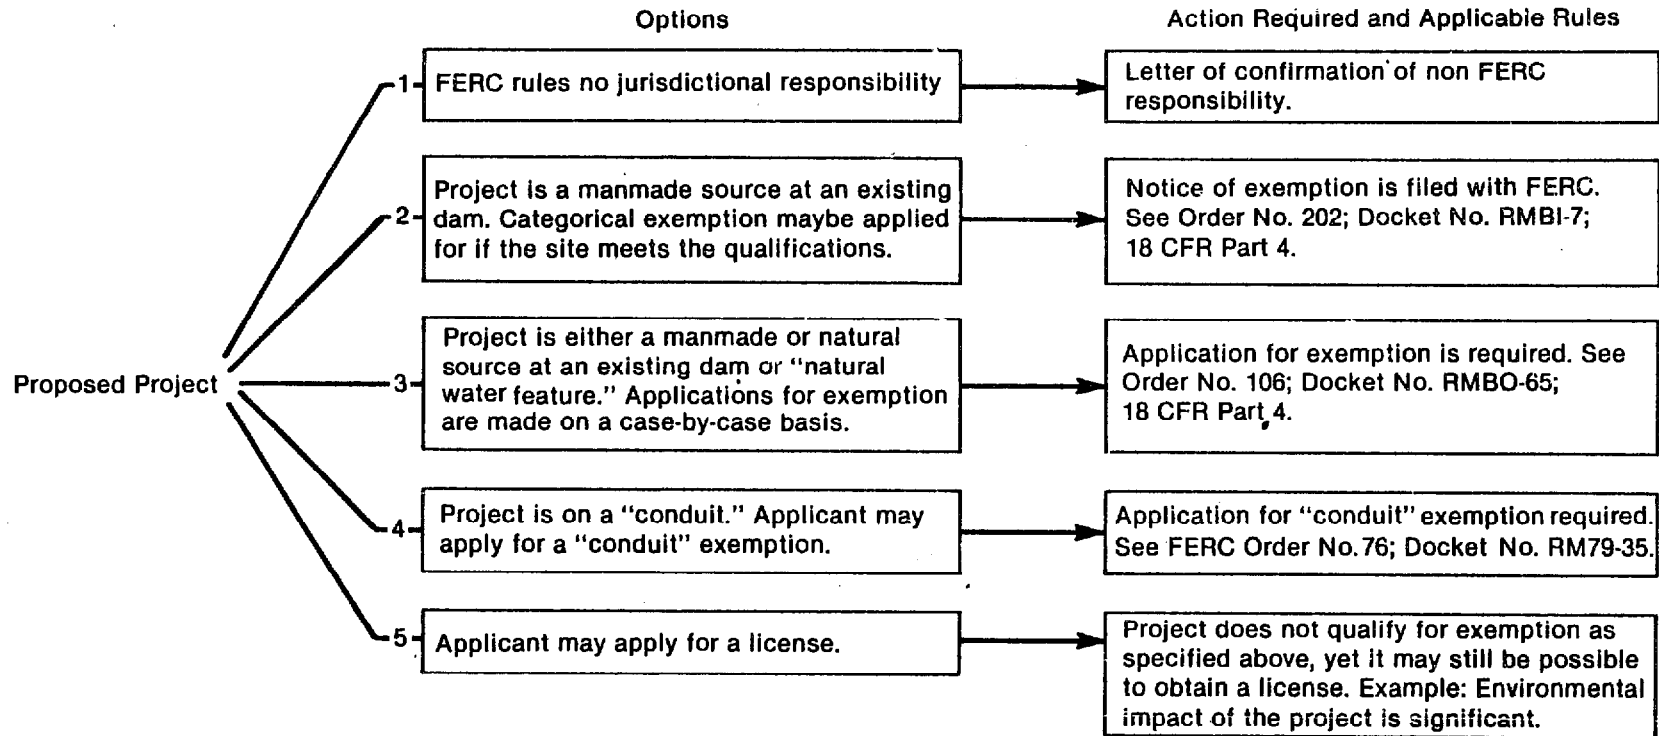 Options
Action Required and Applicable Rules
Proposed Project
1
FERC rules no jurisdictional responsibility
Letter of confirmation of non FERC
responsibility.
2
Project is a manmade source at an existing
dam. Categorical exemption maybe applied
for if the site meets the qualifications.
Notice of exemption is filed with FERC.
See Order No. 202; Docket No. RMBI-7;
18 CFR Part 4.
3
Project is either a manmade or natural
source at an existing dam or "natural
water feature." Applications for exemption
are made on a case-by-case basis.
Application for exemption is required. See
Order No. 106; Docket No. RMBO-65;
18 CFR Part 4.
4
Project is on a "conduit." Applicant may
apply for a "conduit" exemption.
Application for "conduit" exemption required.
See FERC Order No. 76; Docket No. RM79-35.
5
Applicant may apply for a license.
Project does not qualify for exemption as
specified above, yet it may still be possible
to obtain a license. Example: Environmental
impact of the project is significant.